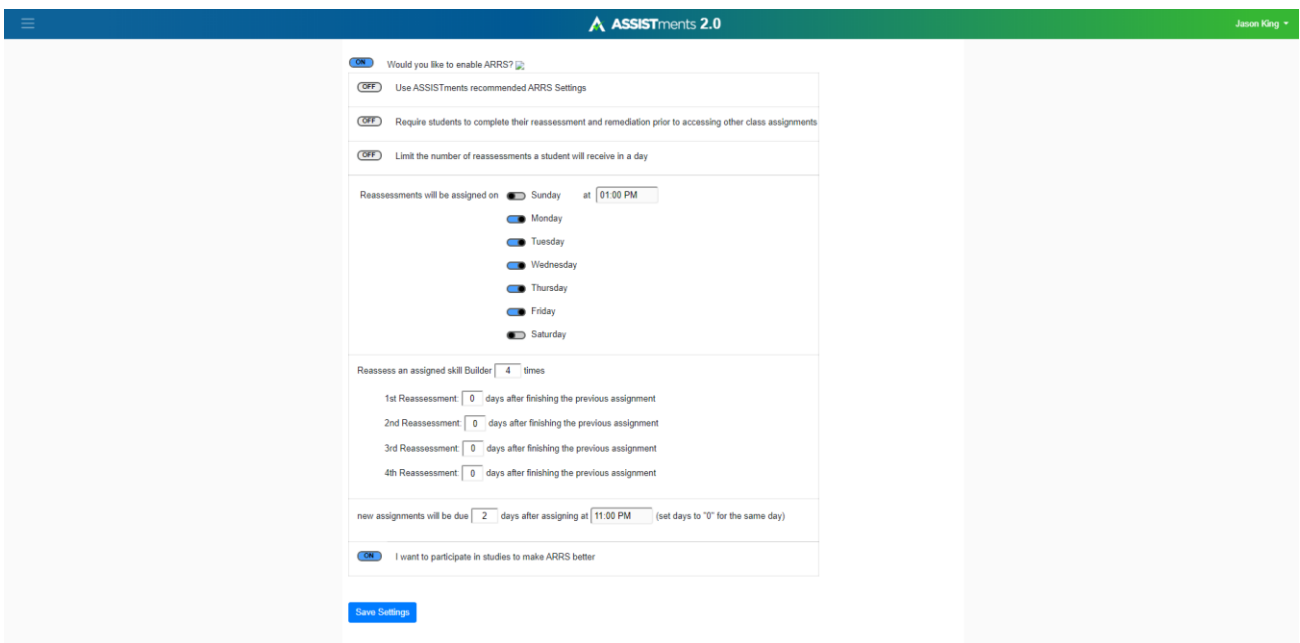 ASSISTments 2.0
Jason King
ON Would you like to enable ARRS?
OFF Use ASSISTments recommended ARRS Settings
OFF Require students to complete their reassessment and remediation prior to accessing other class assignments
OFF Limit the number of reassessments a student will receive in a day
Reassessments will be assigned on Sunday at 01:00 PM
Monday
Tuesday
Wednesday
Thursday
Friday
Saturday
Reassess an assigned skill Builder 4 times
1st Reassessment: 0 days after finishing the previous assignment
2nd Reassessment: 0 days after finishing the previous assignment
3rd Reassessment: 0 days after finishing the previous assignment
4th Reassessment: 0 days after finishing the previous assignment
new assignments will be due 2 days after assigning at 11:00 PM (set days to "0" for the same day)
ON I want to participate in studies to make ARRS better
Save Settings